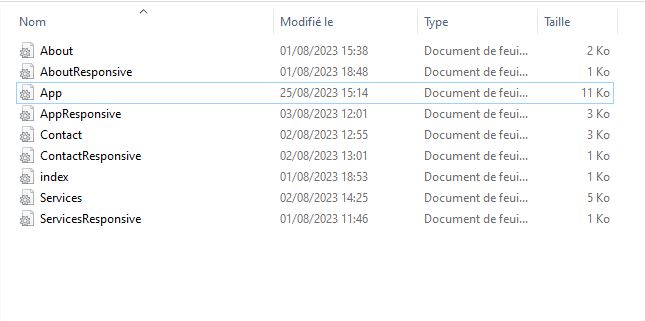 Nom Modifié le Type Taille
About 01/08/2023 15:38 Document de feui... 2 Ko
AboutResponsive 01/08/2023 18:48 Document de feui... 1 Ko
App 25/08/2023 15:14 Document de feui... 11 Ko
AppResponsive 03/08/2023 12:01 Document de feui... 3 Ko
Contact 02/08/2023 12:55 Document de feui... 3 Ko
ContactResponsive 02/08/2023 13:01 Document de feui... 1 Ko
index 01/08/2023 18:53 Document de feui... 1 Ko
Services 02/08/2023 14:25 Document de feui... 5 Ko
ServicesResponsive 01/08/2023 11:46 Document de feui... 1 Ko